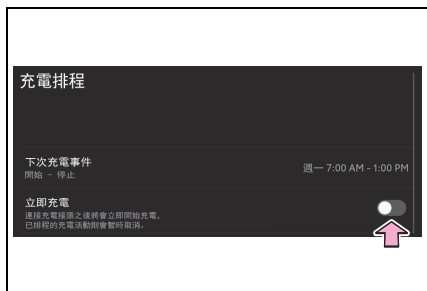 充電排程
下次充電事件
開始 - 停止
週一 7:00 AM - 1:00 PM
立即充電
連接充電接頭之後將會立即開始充電，
已排程的充電活動則會暫時取消。